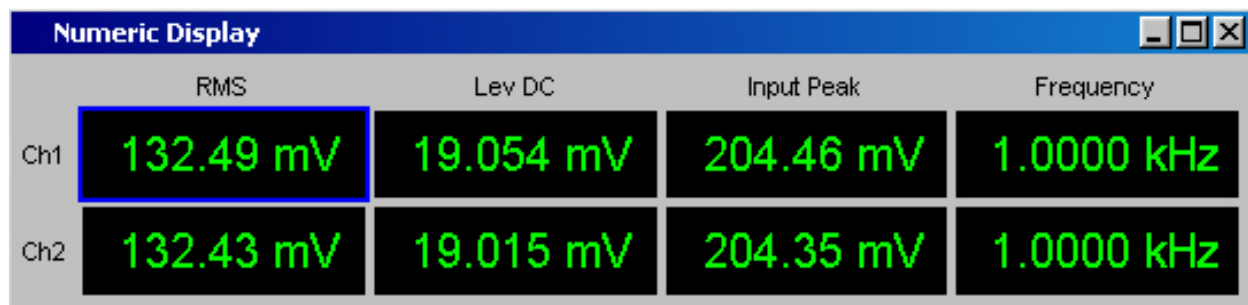 Numeric Display
RMS Lev DC Input Peak Frequency
Ch1 132.49 mV 19.054 mV 204.46 mV 1.0000 kHz
Ch2 132.43 mV 19.015 mV 204.35 mV 1.0000 kHz